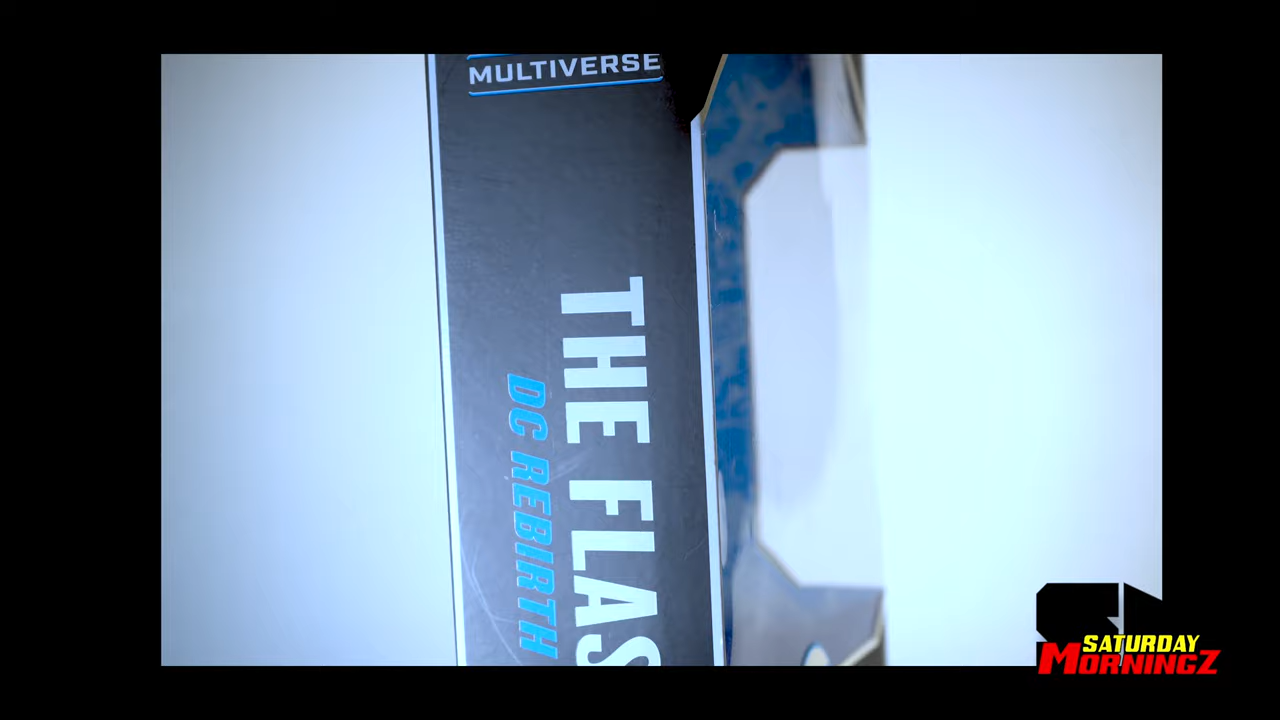 MULTIVERSE
THE FLAS
DC REBIRTH
SATURDAY
MORNINGZ